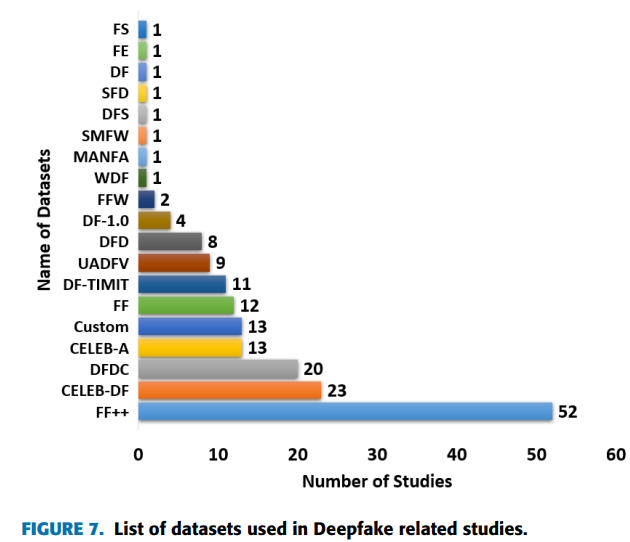 FS 1
FE 1
DF 1
SFD 1
DFS 1
SMFW 1
MANFA 1
WDF 1
FFW 2
DF-1.0 4
DFD 8
UADFV 9
DF-TIMIT 11
FF 12
Custom 13
CELEB-A 13
DFDC 20
CELEB-DF 23
FF++ 52
Name of Datasets
0 10 20 30 40 50 60
Number of Studies
FIGURE 7. List of datasets used in Deepfake related studies.